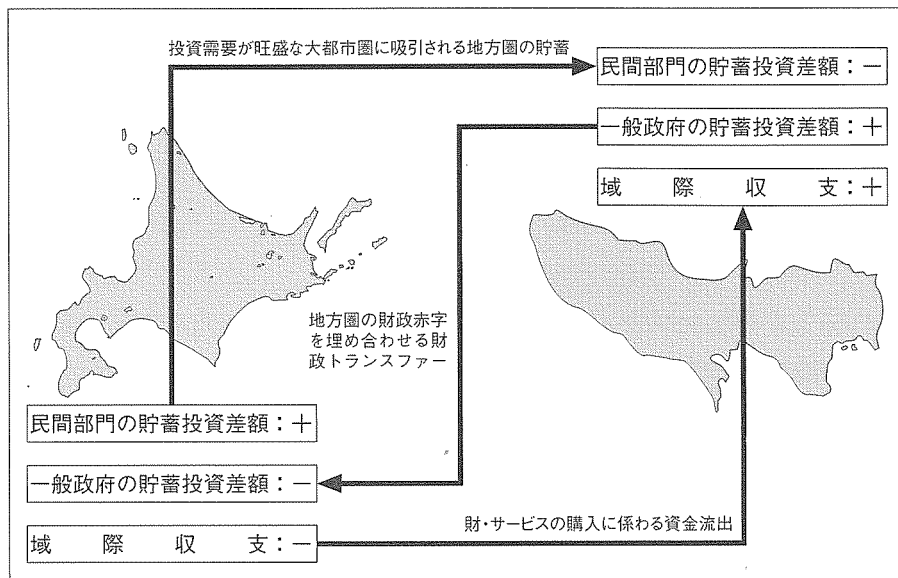 投資需要が旺盛な大都市圏に吸引される地方圏の貯蓄
民間部門の貯蓄投資差額：－
一般政府の貯蓄投資差額：＋
域際収支：＋
地方圏の財政赤字
を埋め合わせる財
政トランスファー
民間部門の貯蓄投資差額：＋
一般政府の貯蓄投資差額：－
域際収支：－
財・サービスの購入に係わる資金流出